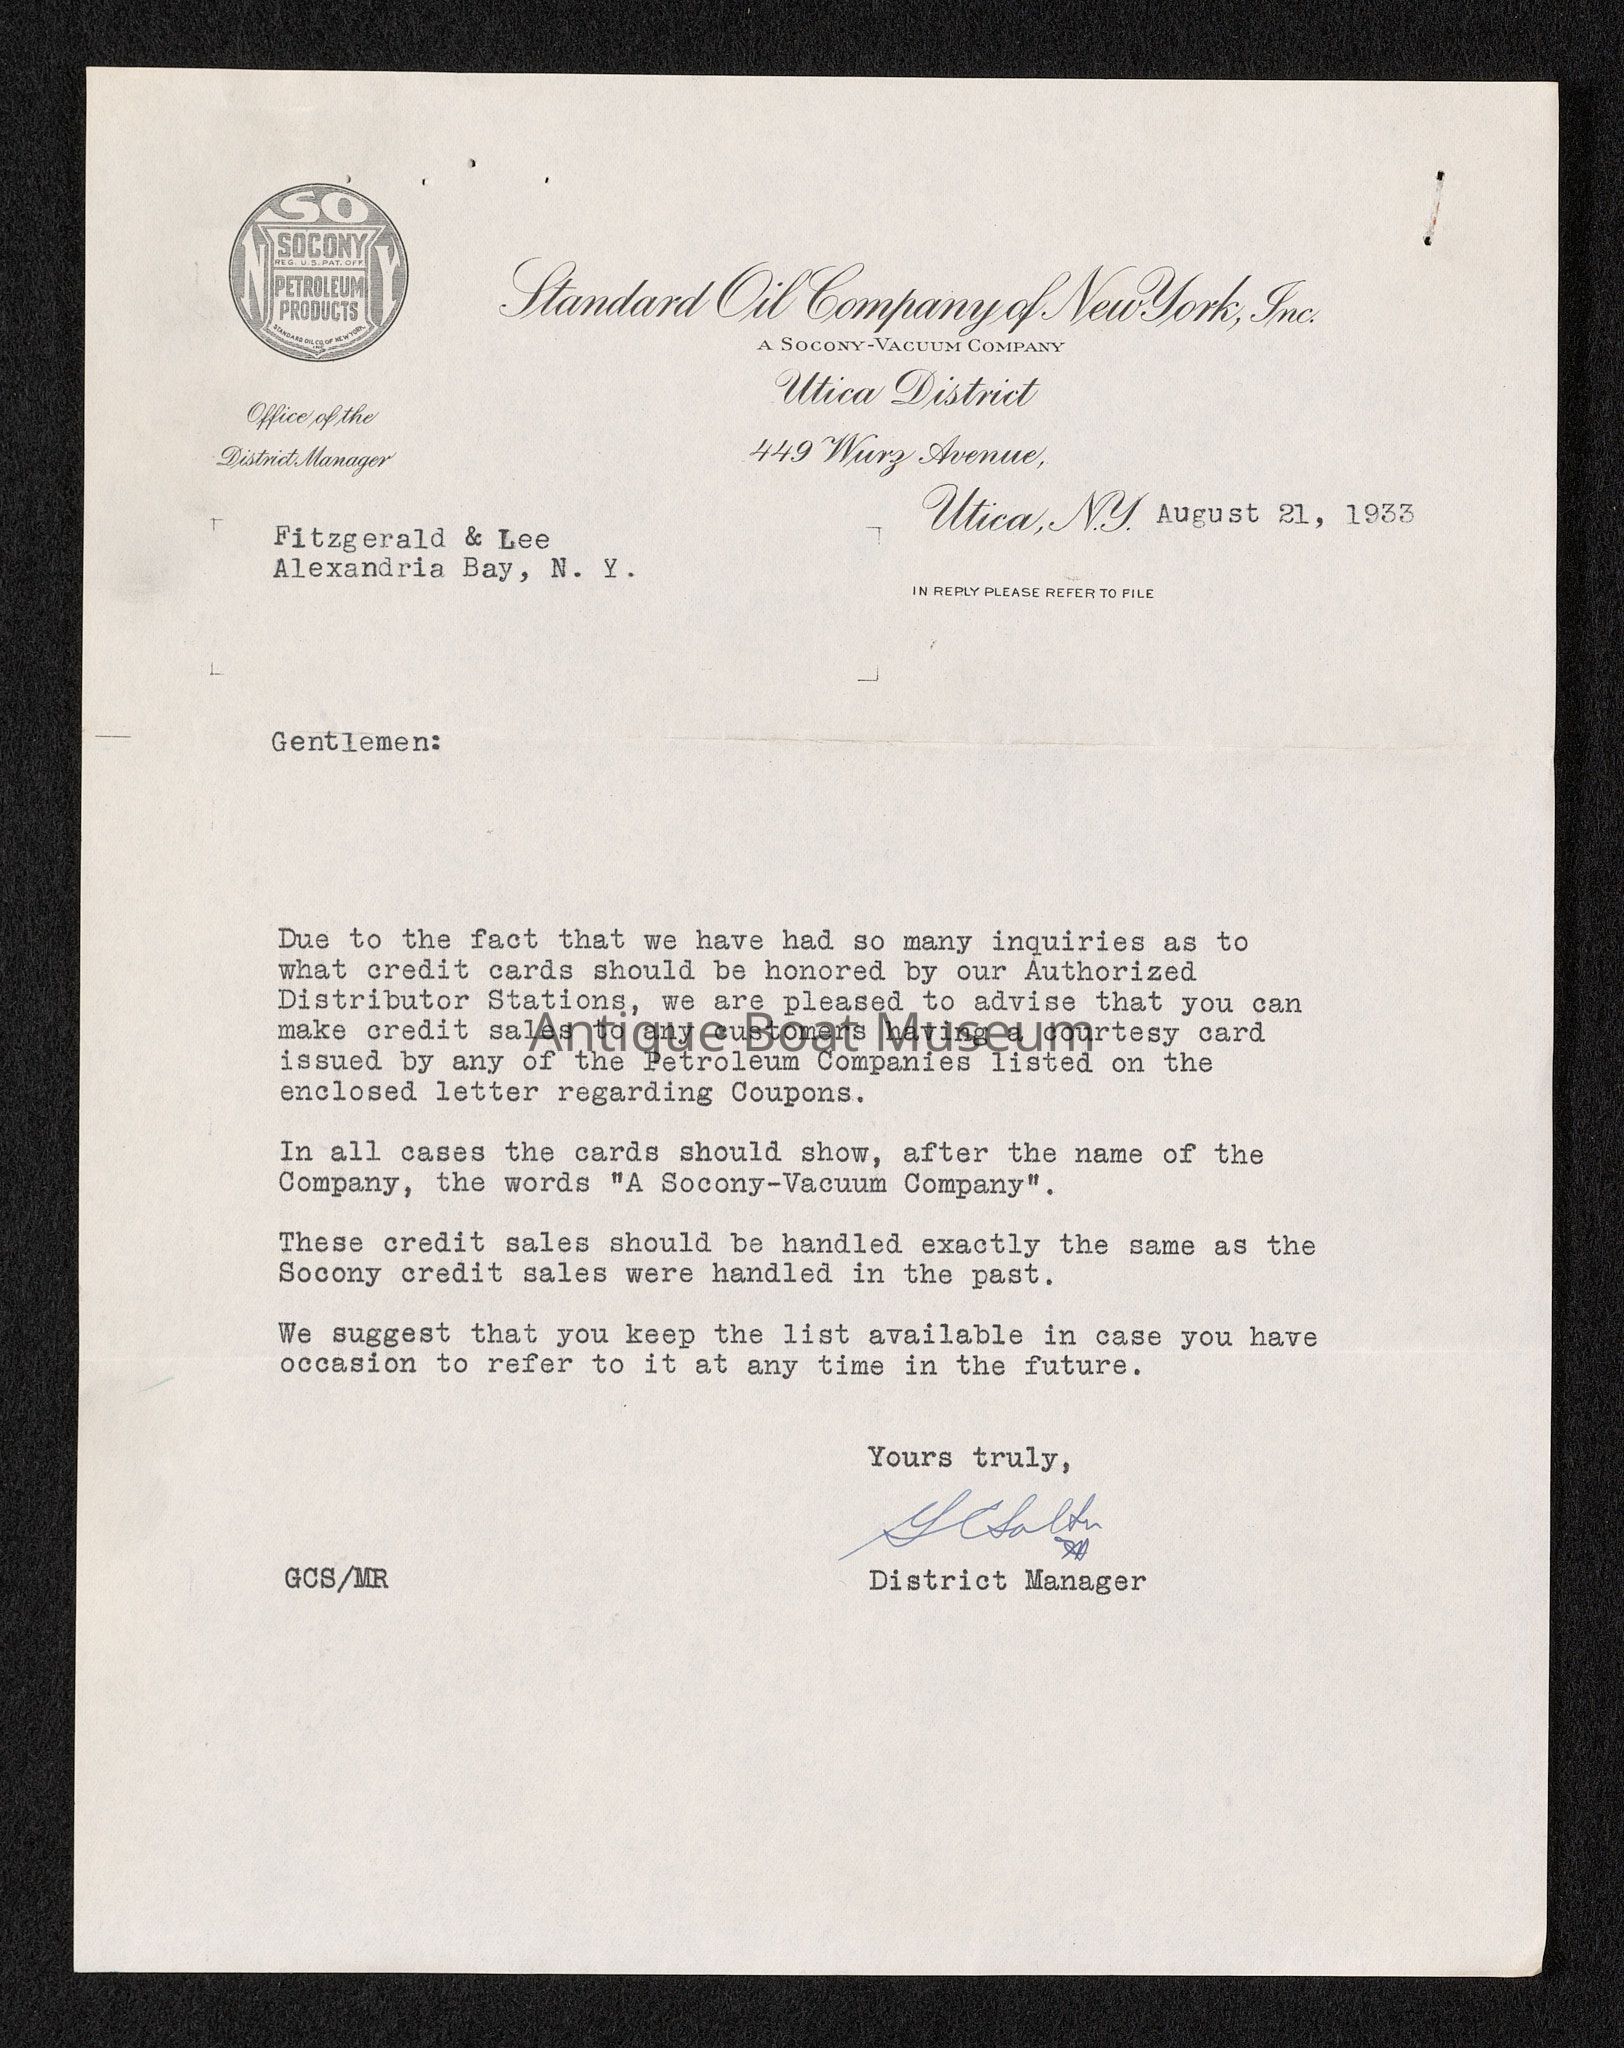 SO
N Y
SOCONY
REG. U.S. PAT. OFF.
PETROLEUM
PRODUCTS
STANDARD OIL CO. OF NEW YORK,
INC.
Standard Oil Company of New York, Inc.
A SOCONY-VACUUM COMPANY
Utica District
449 Wurz Avenue,
Office of the
District Manager
Utica, N.Y. August 21, 1933
Fitzgerald & Lee
Alexandria Bay, N. Y.
IN REPLY PLEASE REFER TO FILE
Gentlemen:
Due to the fact that we have had so many inquiries as to
what credit cards should be honored by our Authorized
Distributor Stations, we are pleased to advise that you can
make credit sales to any customers having a courtesy card
Antique Boat Museum
issued by any of the Petroleum Companies listed on the
enclosed letter regarding Coupons.
In all cases the cards should show, after the name of the
Company, the words "A Socony-Vacuum Company".
These credit sales should be handled exactly the same as the
Socony credit sales were handled in the past.
We suggest that you keep the list available in case you have
occasion to refer to it at any time in the future.
Yours truly,
G C Salter
GCS/MR
District Manager